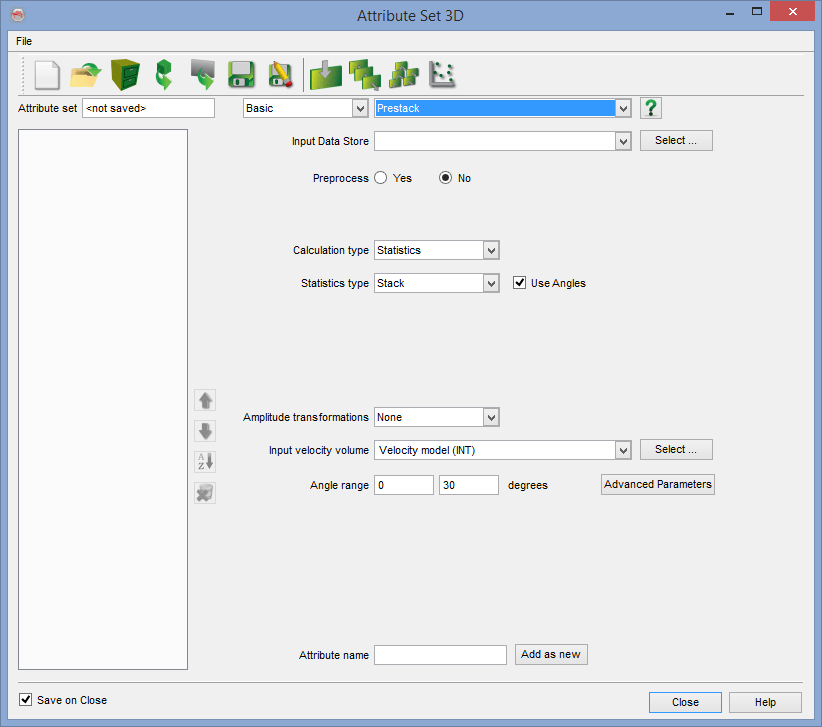 Attribute Set 3D
File
Attribute set <not saved> Basic Prestack ?
Input Data Store Select ...
Preprocess Yes No
Calculation type Statistics
Statistics type Stack Use Angles
Amplitude transformations None
Input velocity volume Velocity model (INT) Select ...
A
Z
Angle range 0 30 degrees Advanced Parameters
Attribute name Add as new
Save on Close Close Help